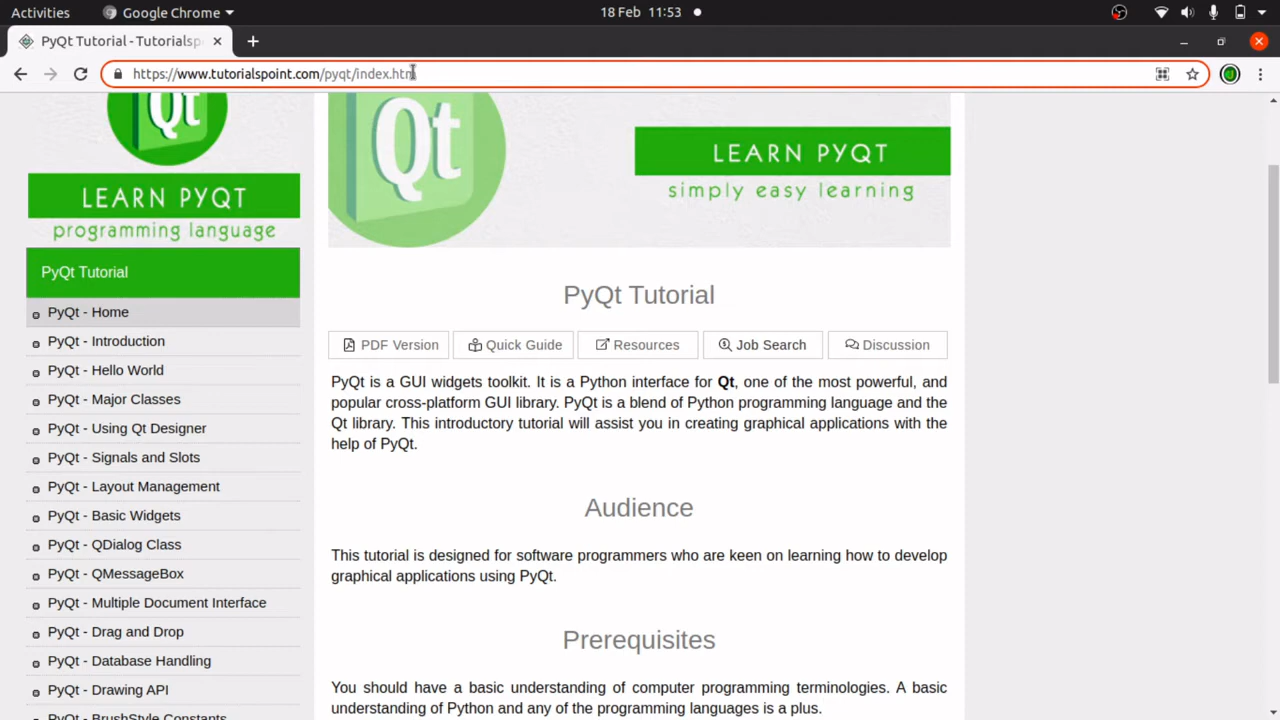 Activities
Google Chrome
18 Feb 11:53
PyQt Tutorial - Tutorialsp
https://www.tutorialspoint.com/pyqt/index.htm
Qt
LEARN PYQT
programming language
PyQt Tutorial
PyQt - Home
PyQt - Introduction
PyQt - Hello World
PyQt - Major Classes
PyQt - Using Qt Designer
PyQt - Signals and Slots
PyQt - Layout Management
PyQt - Basic Widgets
PyQt - QDialog Class
PyQt - QMessageBox
PyQt - Multiple Document Interface
PyQt - Drag and Drop
PyQt - Database Handling
PyQt - Drawing API
PyQt - BrushStyle Constants
Qt
LEARN PYQT
simply easy learning
PyQt Tutorial
PDF Version Quick Guide Resources Job Search Discussion
PyQt is a GUI widgets toolkit. It is a Python interface for Qt, one of the most powerful, and
popular cross-platform GUI library. PyQt is a blend of Python programming language and the
Qt library. This introductory tutorial will assist you in creating graphical applications with the
help of PyQt.
Audience
This tutorial is designed for software programmers who are keen on learning how to develop
graphical applications using PyQt.
Prerequisites
You should have a basic understanding of computer programming terminologies. A basic
understanding of Python and any of the programming languages is a plus.